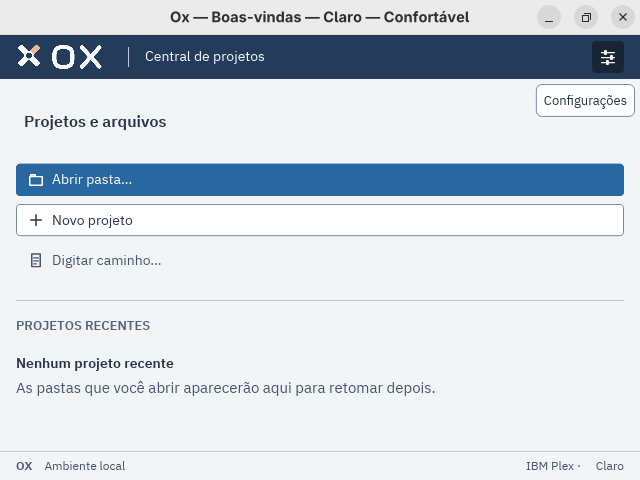 Ox — Boas-vindas — Claro — Confortável
OX
Central de projetos
Configurações
Projetos e arquivos
Abrir pasta...
Novo projeto
Digitar caminho...
PROJETOS RECENTES
Nenhum projeto recente
As pastas que você abrir aparecerão aqui para retomar depois.
OX Ambiente local
IBM Plex · Claro